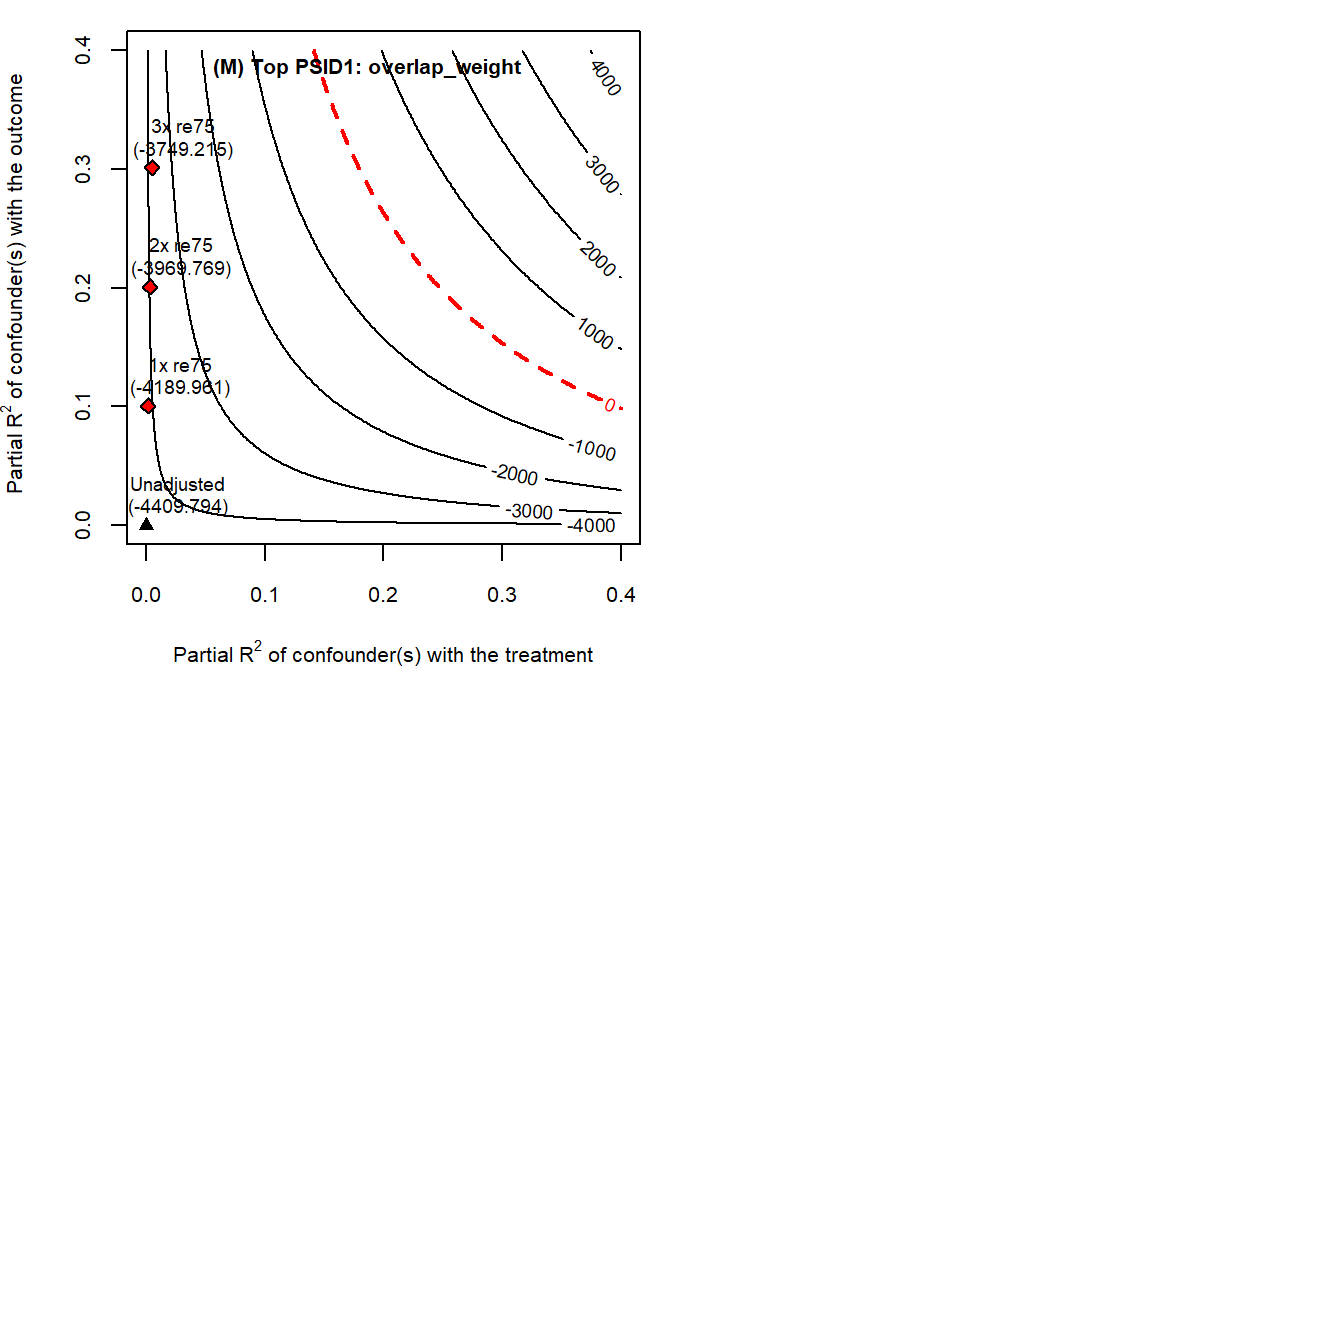 (M) Top PSID1: overlap_weight
Partial R² of confounder(s) with the outcome
0.4
0.3
0.2
0.1
0.0
3x re75
(-3749.215)
2x re75
(-3969.769)
1x re75
(-4189.961)
Unadjusted
(-4409.794)
4000
3000
2000
1000
0
-1000
-2000
-3000
-4000
0.0 0.1 0.2 0.3 0.4
Partial R² of confounder(s) with the treatment